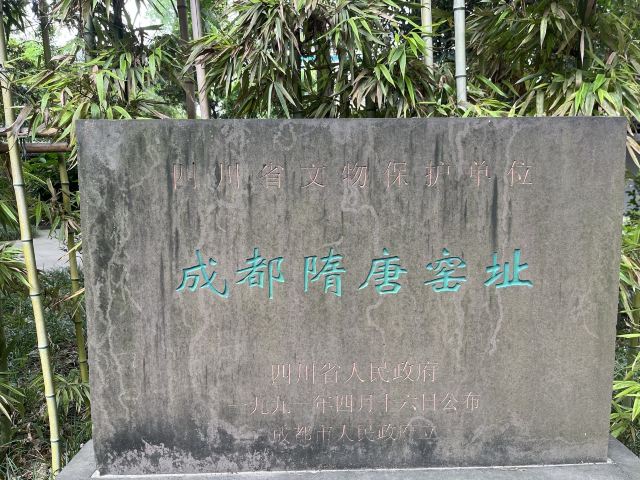 四川省文物保护单位
成都隋唐窑址
四川省人民政府
一九九一年四月十六日公布
成都市人民政府立